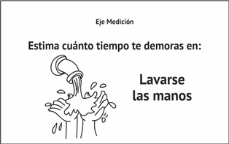 Eje Medición
Estima cuánto tiempo te demoras en:
Lavarse
las manos